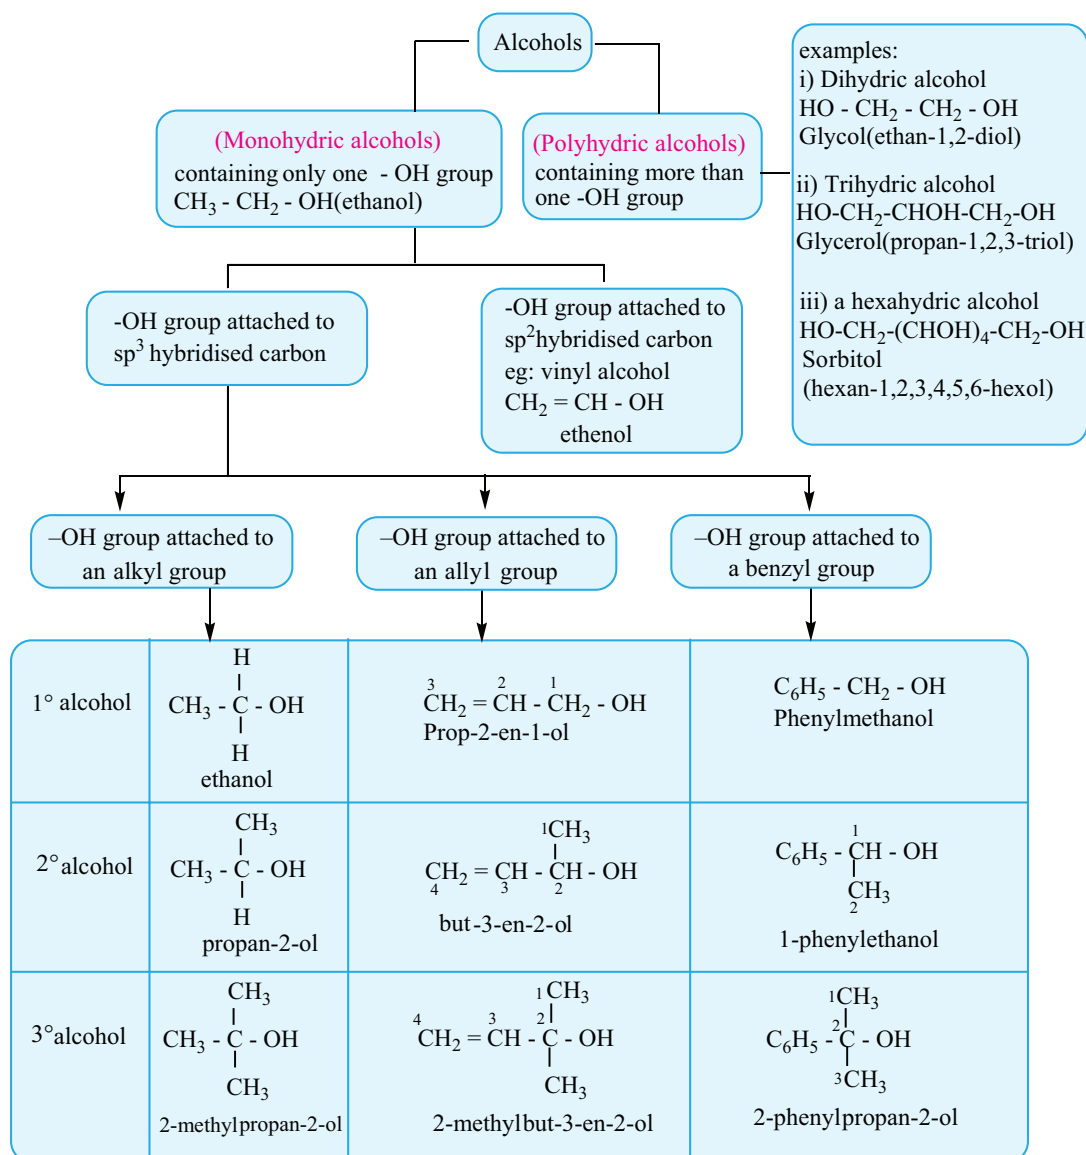 Alcohols
(Monohydric alcohols)
containing only one - OH group
CH₃ - CH₂ - OH(ethanol)
(Polyhydric alcohols)
containing more than
one -OH group
examples:
i) Dihydric alcohol
HO - CH₂ - CH₂ - OH
Glycol(ethan-1,2-diol)
ii) Trihydric alcohol
HO-CH₂-CHOH-CH₂-OH
Glycerol(propan-1,2,3-triol)
iii) a hexahydric alcohol
HO-CH₂-(CHOH)₄-CH₂-OH
Sorbitol
(hexan-1,2,3,4,5,6-hexol)
-OH group attached to
sp³ hybridised carbon
-OH group attached to
sp² hybridised carbon
eg: vinyl alcohol
CH₂ = CH - OH
ethenol
–OH group attached to
an alkyl group
–OH group attached to
an allyl group
–OH group attached to
a benzyl group
1° alcohol
H
CH₃ - C - OH
H
ethanol
3 2 1
CH₂ = CH - CH₂ - OH
Prop-2-en-1-ol
C₆H₅ - CH₂ - OH
Phenylmethanol
2° alcohol
CH₃
CH₃ - C - OH
H
propan-2-ol
1CH₃
CH₂ = CH - CH - OH
4 3 2
but-3-en-2-ol
1
C₆H₅ - CH - OH
CH₃
2
1-phenylethanol
3° alcohol
CH₃
CH₃ - C - OH
CH₃
2-methylpropan-2-ol
1CH₃
4 3 2
CH₂ = CH - C - OH
CH₃
2-methylbut-3-en-2-ol
1CH₃
2
C₆H₅ - C - OH
3CH₃
2-phenylpropan-2-ol